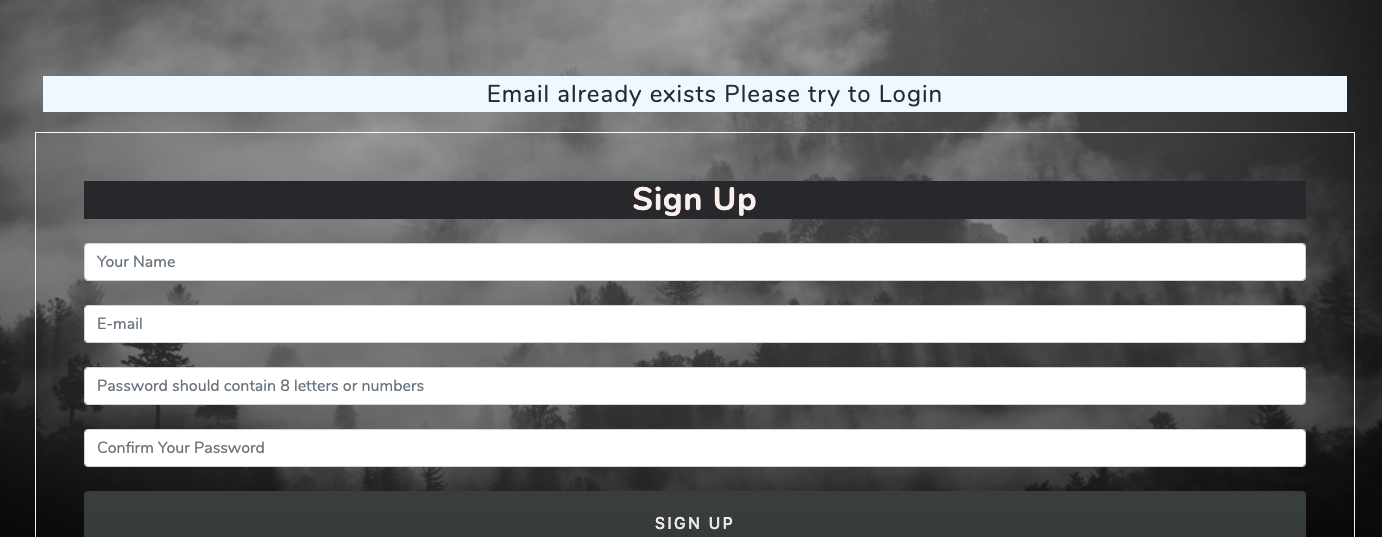 Email already exists Please try to Login
Sign Up
Your Name
E-mail
Password should contain 8 letters or numbers
Confirm Your Password
SIGN UP